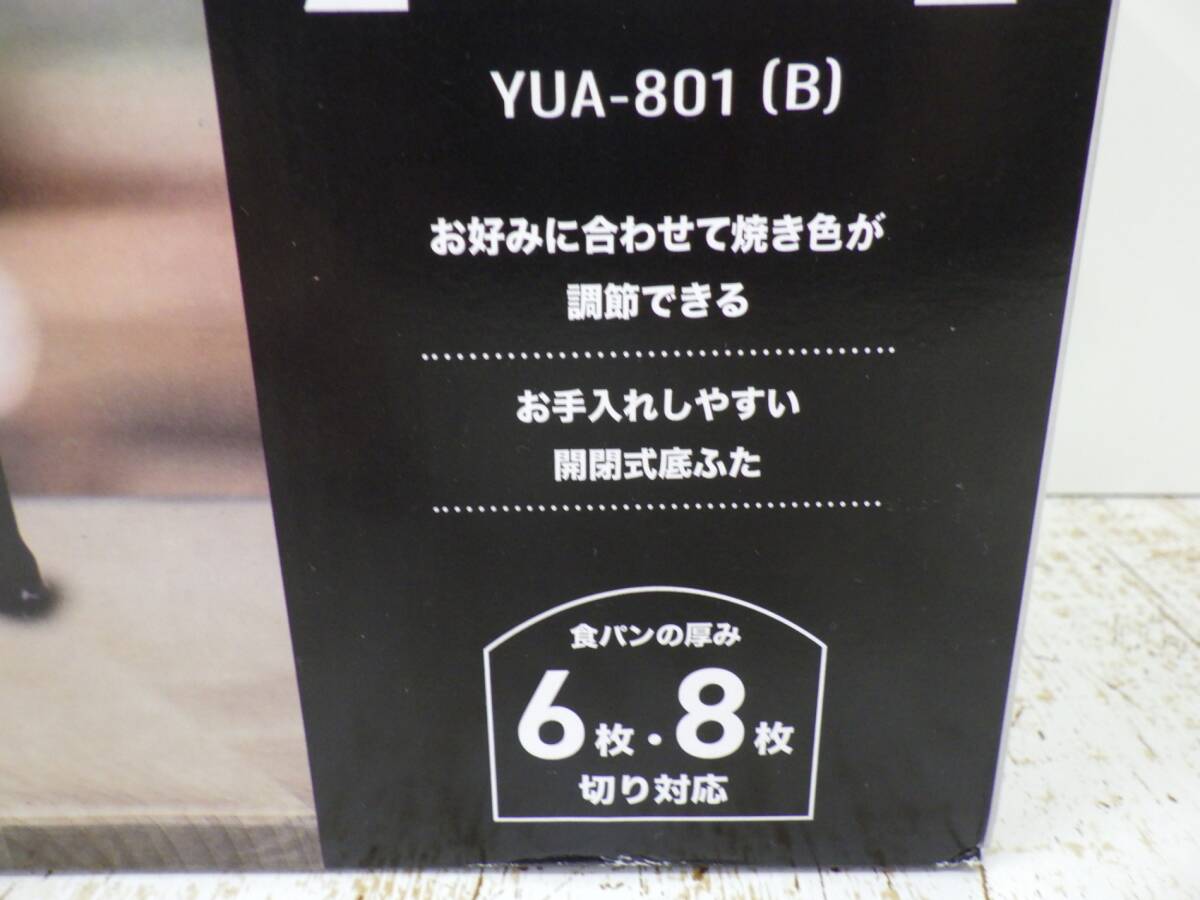 YUA-801 (B)
お好みに合わせて焼き色が
調節できる
お手入れしやすい
開閉式底ふた
食パンの厚み
6枚・8枚
切り対応